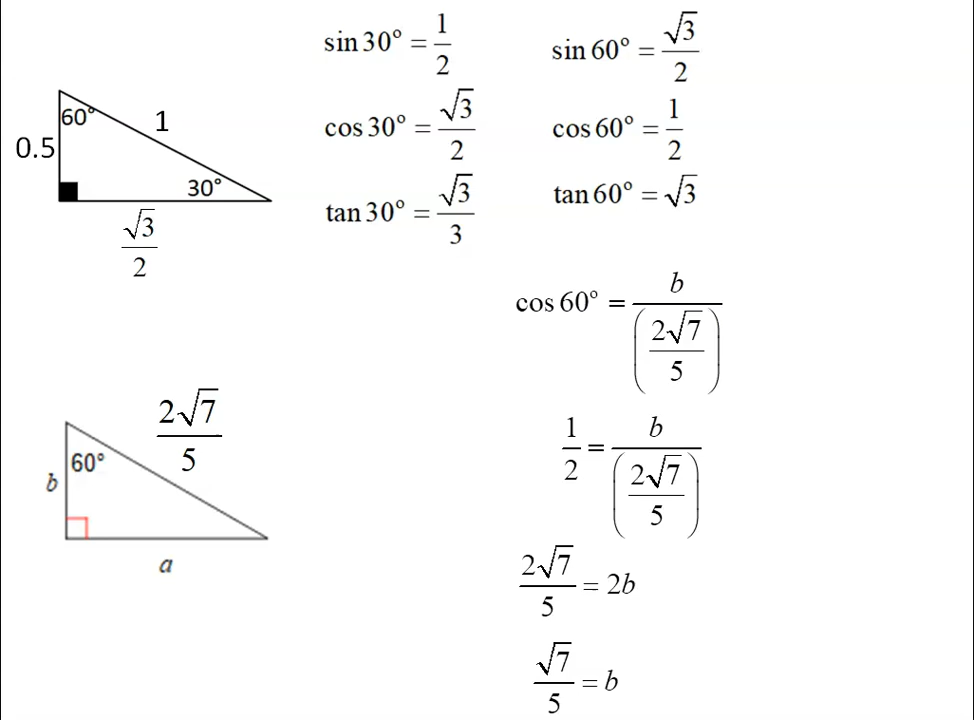 60°
1
0.5
30°
√3/2
sin 30° = 1/2
cos 30° = √3/2
tan 30° = √3/3
sin 60° = √3/2
cos 60° = 1/2
tan 60° = √3
2√7/5
60°
b
a
cos 60° = b/(2√7/5)
1/2 = b/(2√7/5)
2√7/5 = 2b
√7/5 = b